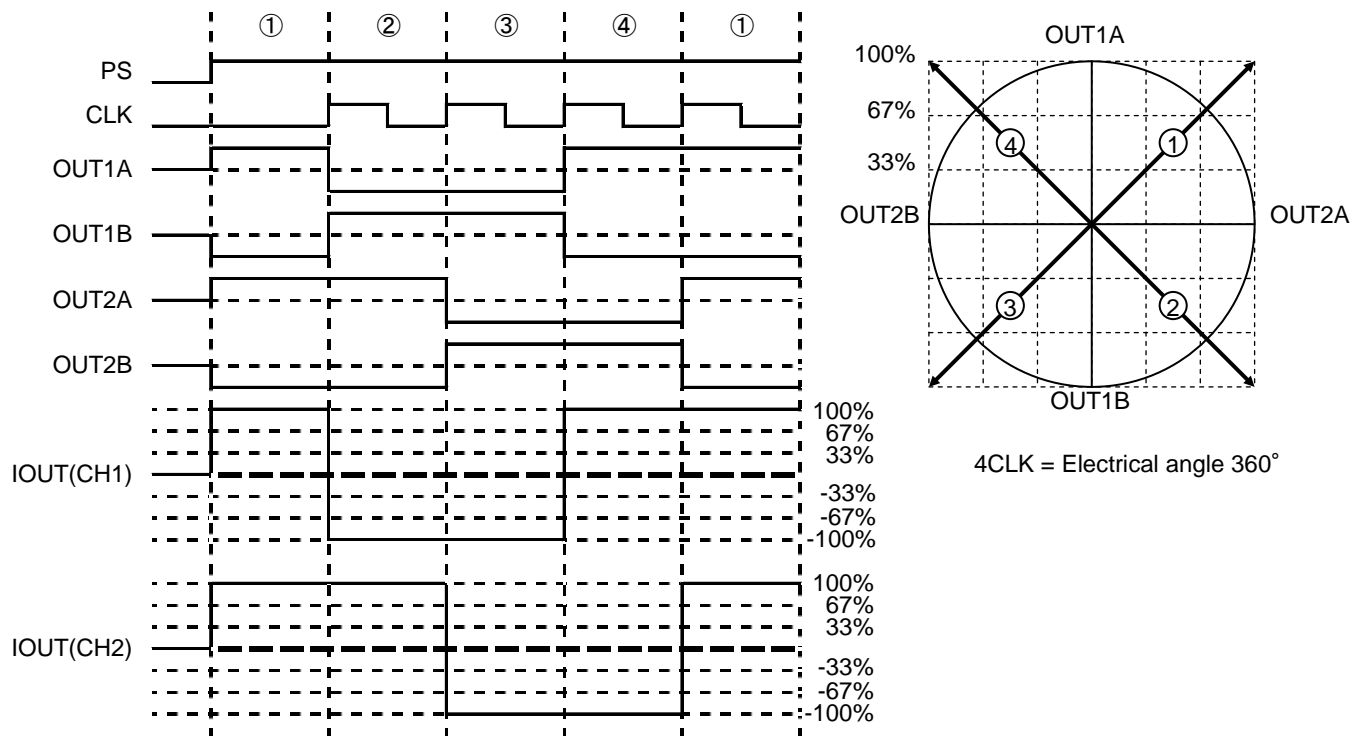 ① ② ③ ④ ①
PS
CLK
OUT1A
OUT1B
OUT2A
OUT2B
IOUT(CH1)
100%
67%
33%
-33%
-67%
-100%
IOUT(CH2)
100%
67%
33%
-33%
-67%
-100%
OUT1A
100%
67%
33%
④ ①
OUT2B OUT2A
③ ②
OUT1B
4CLK = Electrical angle 360°